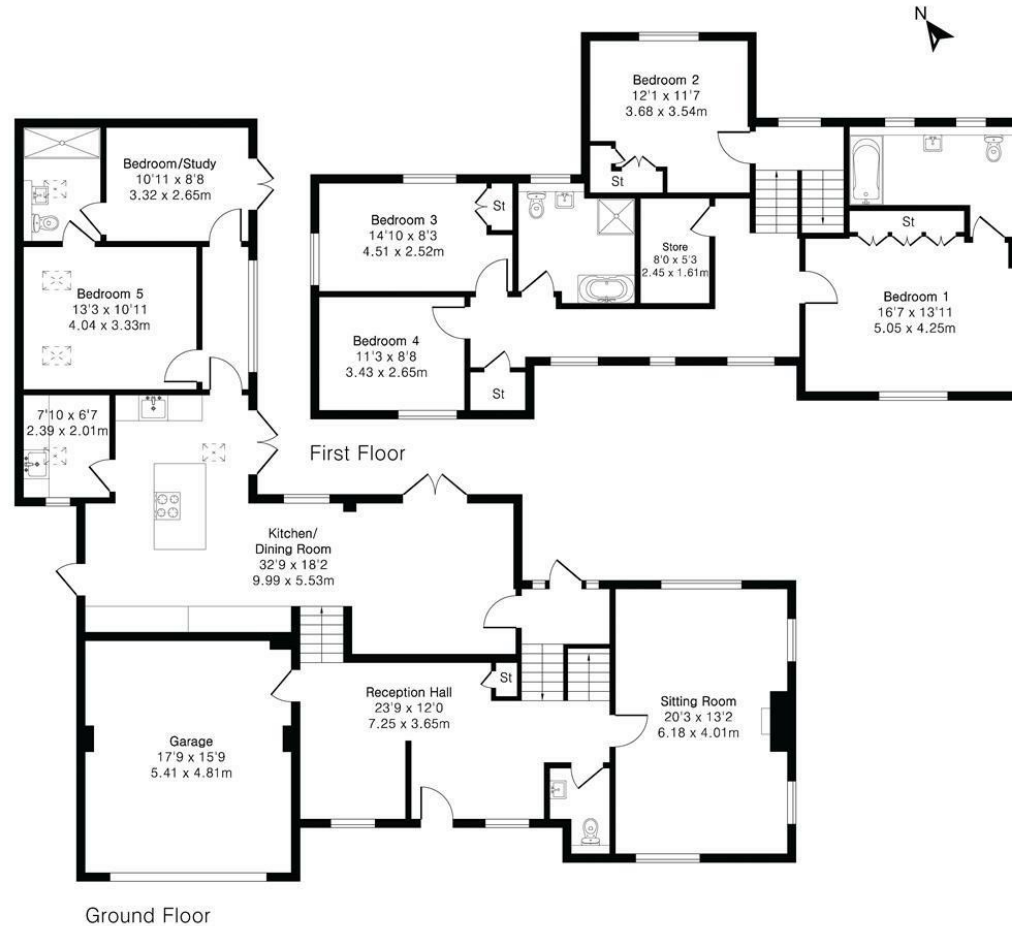 N
Bedroom 2
12'1 x 11'7
3.68 x 3.54m
St
Bedroom/Study
10'11 x 8'8
3.32 x 2.65m
Bedroom 3
14'10 x 8'3
4.51 x 2.52m
St
Store
8'0 x 5'3
2.45 x 1.61m
St
Bedroom 1
16'7 x 13'11
5.05 x 4.25m
Bedroom 5
13'3 x 10'11
4.04 x 3.33m
Bedroom 4
11'3 x 8'8
3.43 x 2.65m
St
7'10 x 6'7
2.39 x 2.01m
First Floor
Kitchen/
Dining Room
32'9 x 18'2
9.99 x 5.53m
St
Reception Hall
23'9 x 12'0
7.25 x 3.65m
Sitting Room
20'3 x 13'2
6.18 x 4.01m
Garage
17'9 x 15'9
5.41 x 4.81m
Ground Floor